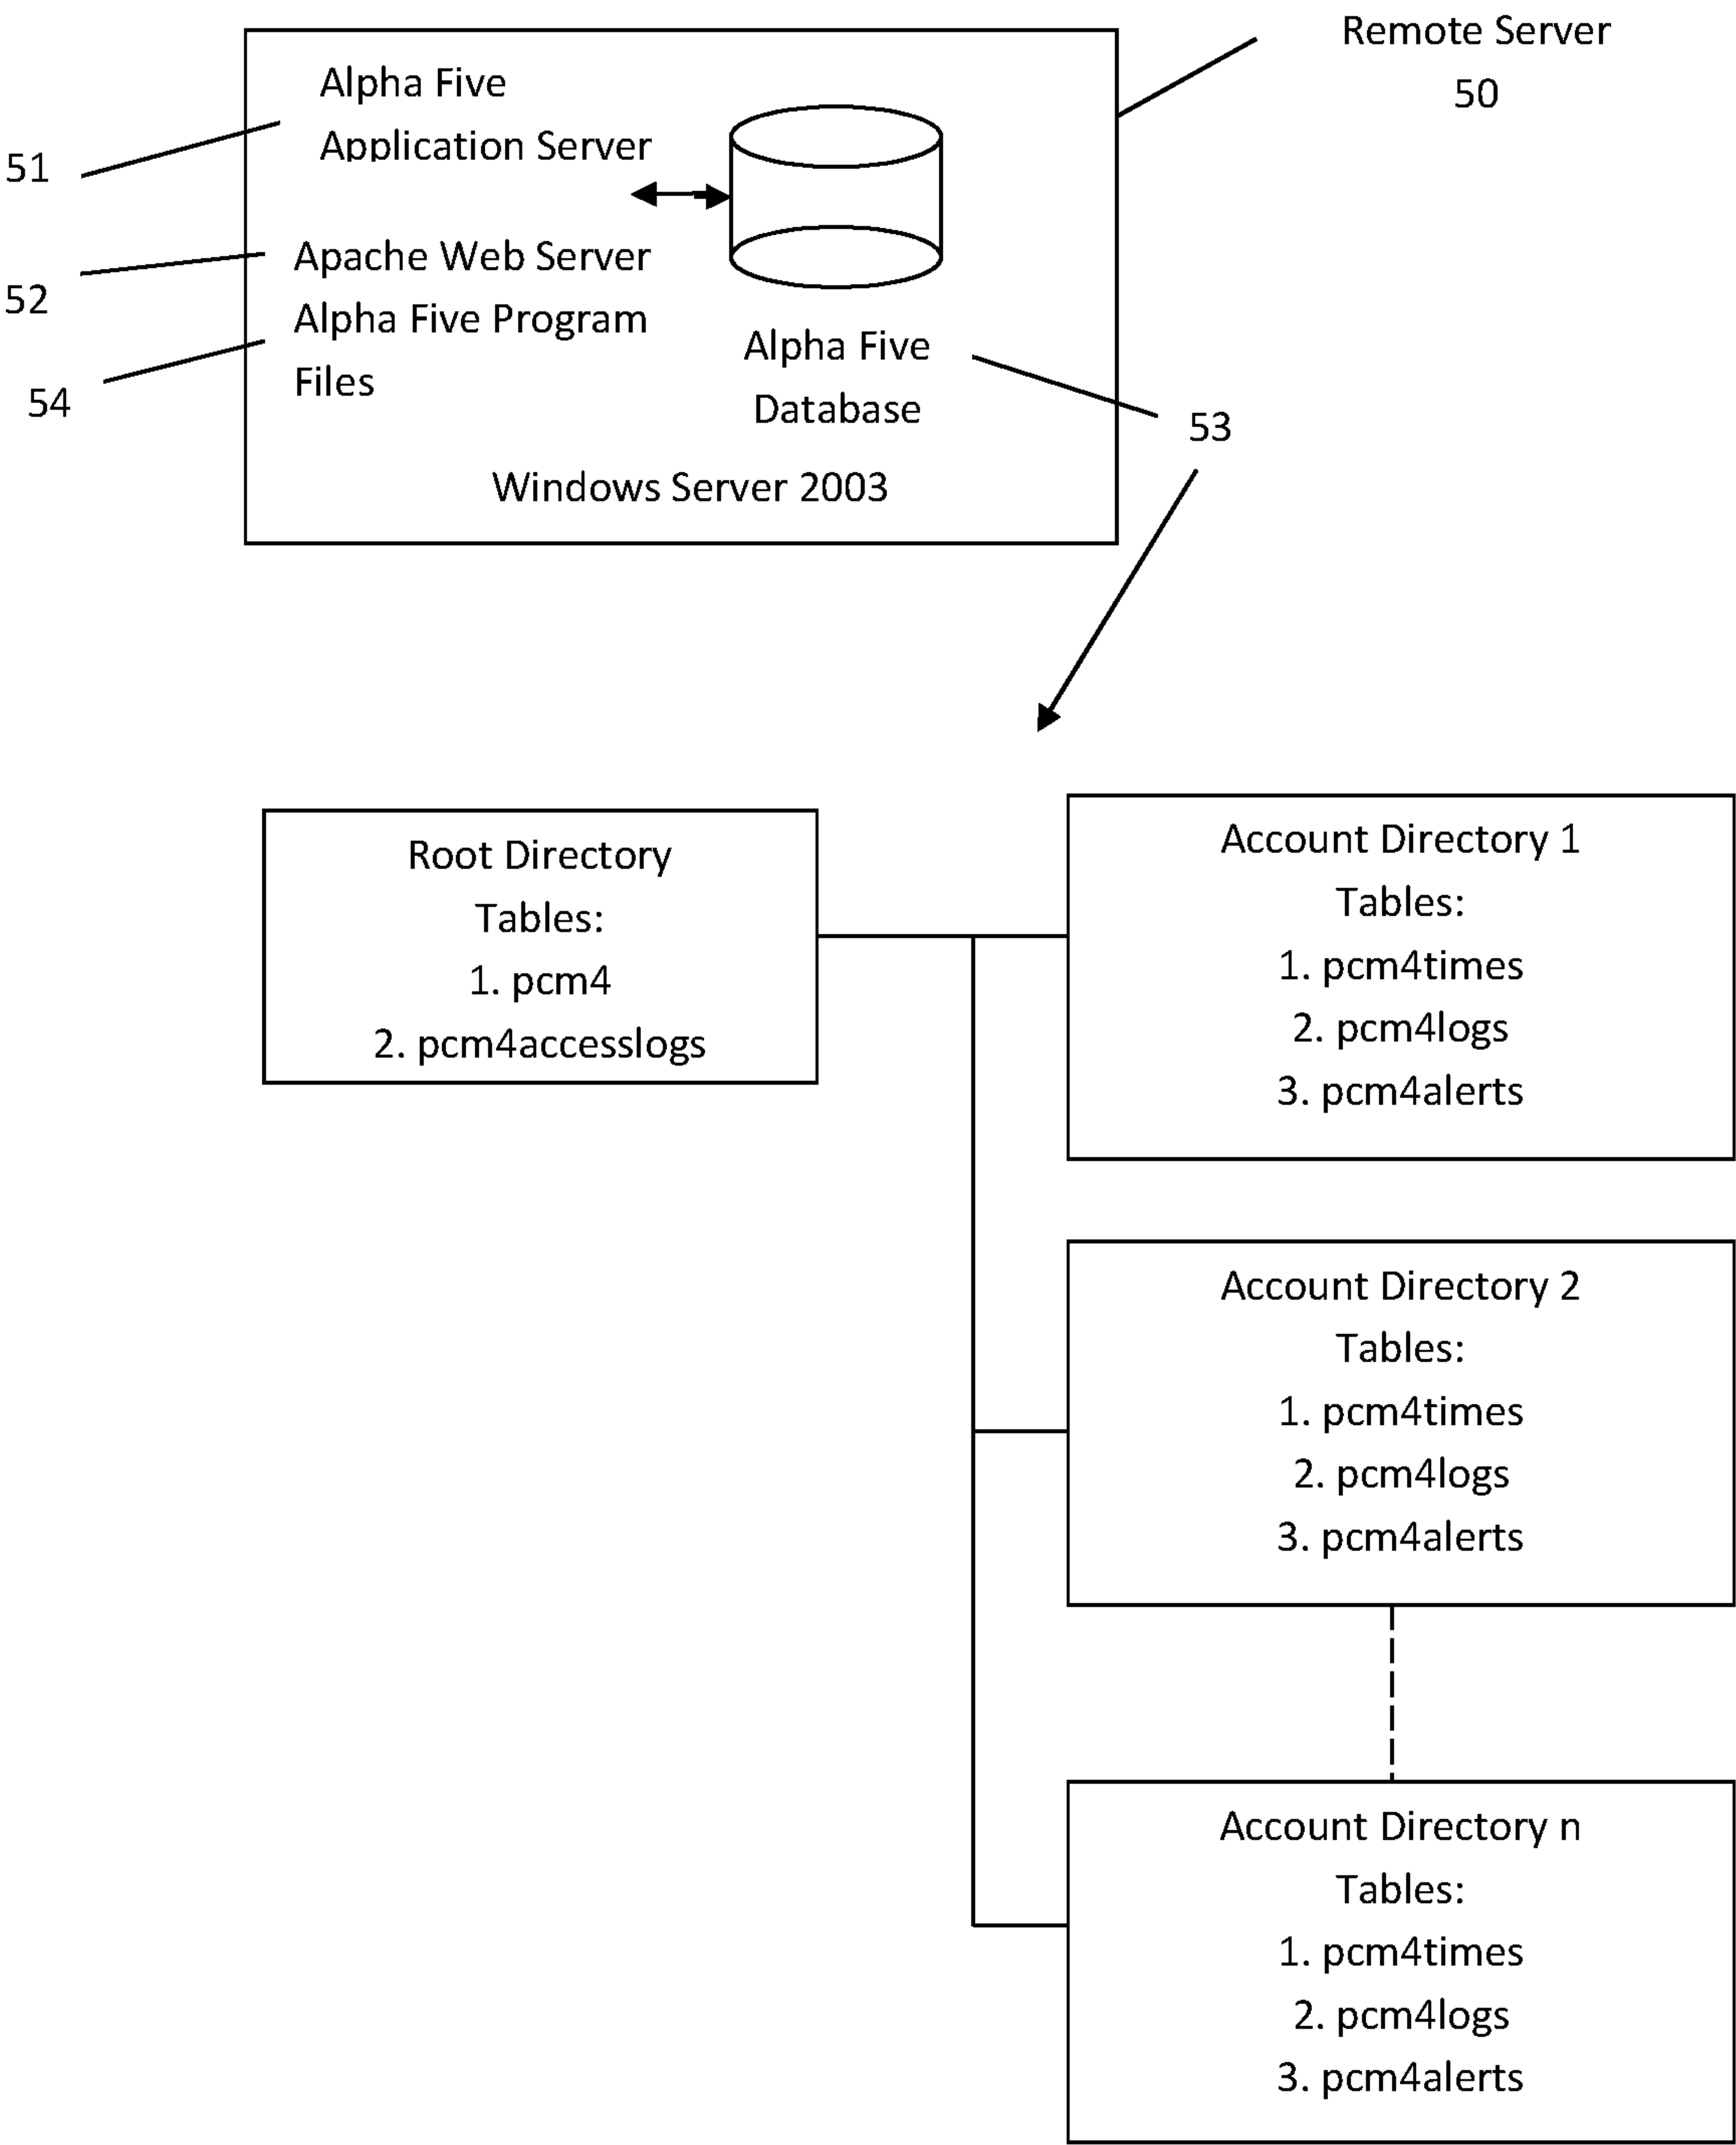 Remote Server
50
Alpha Five
Application Server
51
Apache Web Server
52
Alpha Five Program
Files
54
Alpha Five
Database
53
Windows Server 2003
Root Directory
Tables:
1. pcm4
2. pcm4accesslogs
Account Directory 1
Tables:
1. pcm4times
2. pcm4logs
3. pcm4alerts
Account Directory 2
Tables:
1. pcm4times
2. pcm4logs
3. pcm4alerts
Account Directory n
Tables:
1. pcm4times
2. pcm4logs
3. pcm4alerts